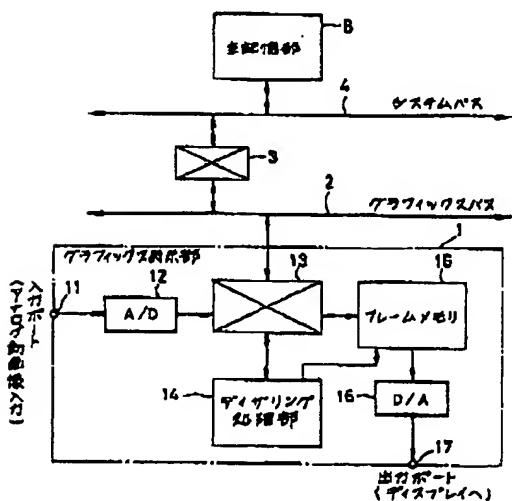 8
主記憶部
4
システムバス
3
2
グラフィックスバス
1
グラフィックス表示部
13
16
12
入力ポート
(アナログ動画像入力)
11
A/D
フレームメモリ
14
ディザリング
処理部
16
D/A
17
出力ポート
(ディスプレイへ)